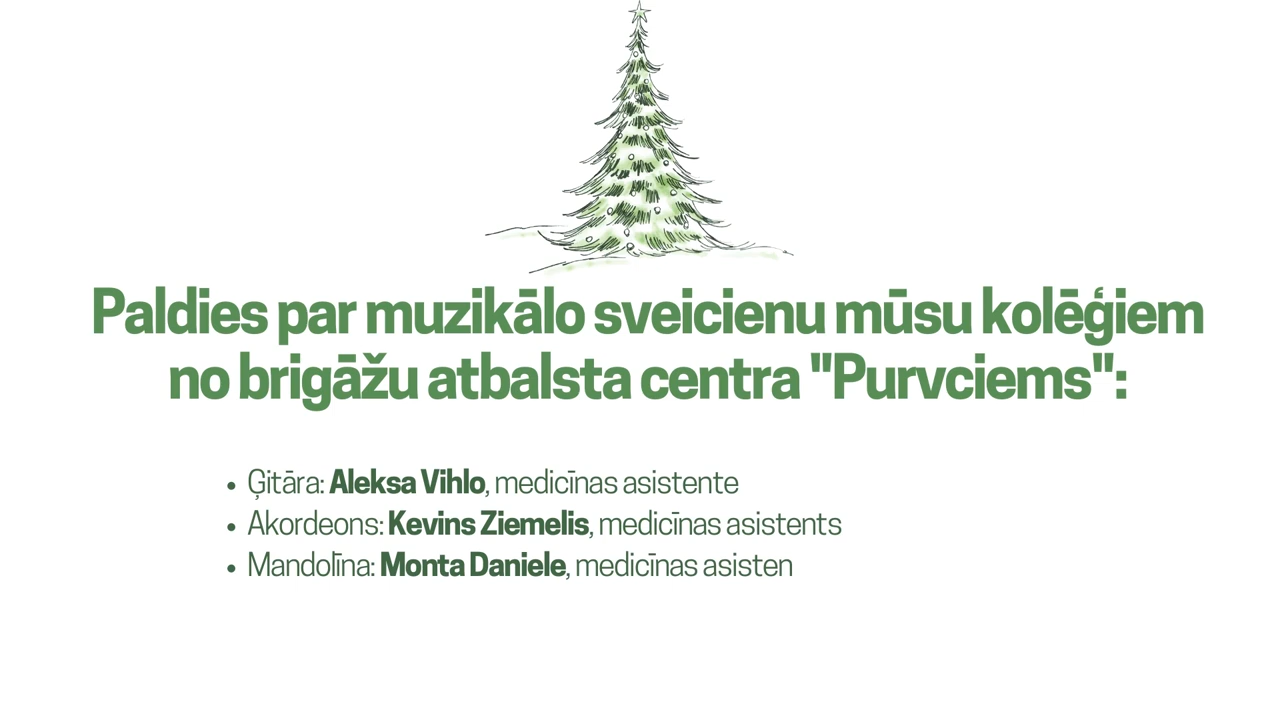 Paldies par muzikālo sveicienu mūsu kolēģiem
no brigāžu atbalsta centra "Purvciems":
• Ģitāra: Aleksa Vihlo, medicīnas asistente
• Akordeons: Kevins Ziemelis, medicīnas asistents
• Mandolīna: Monta Daniele, medicīnas asisten